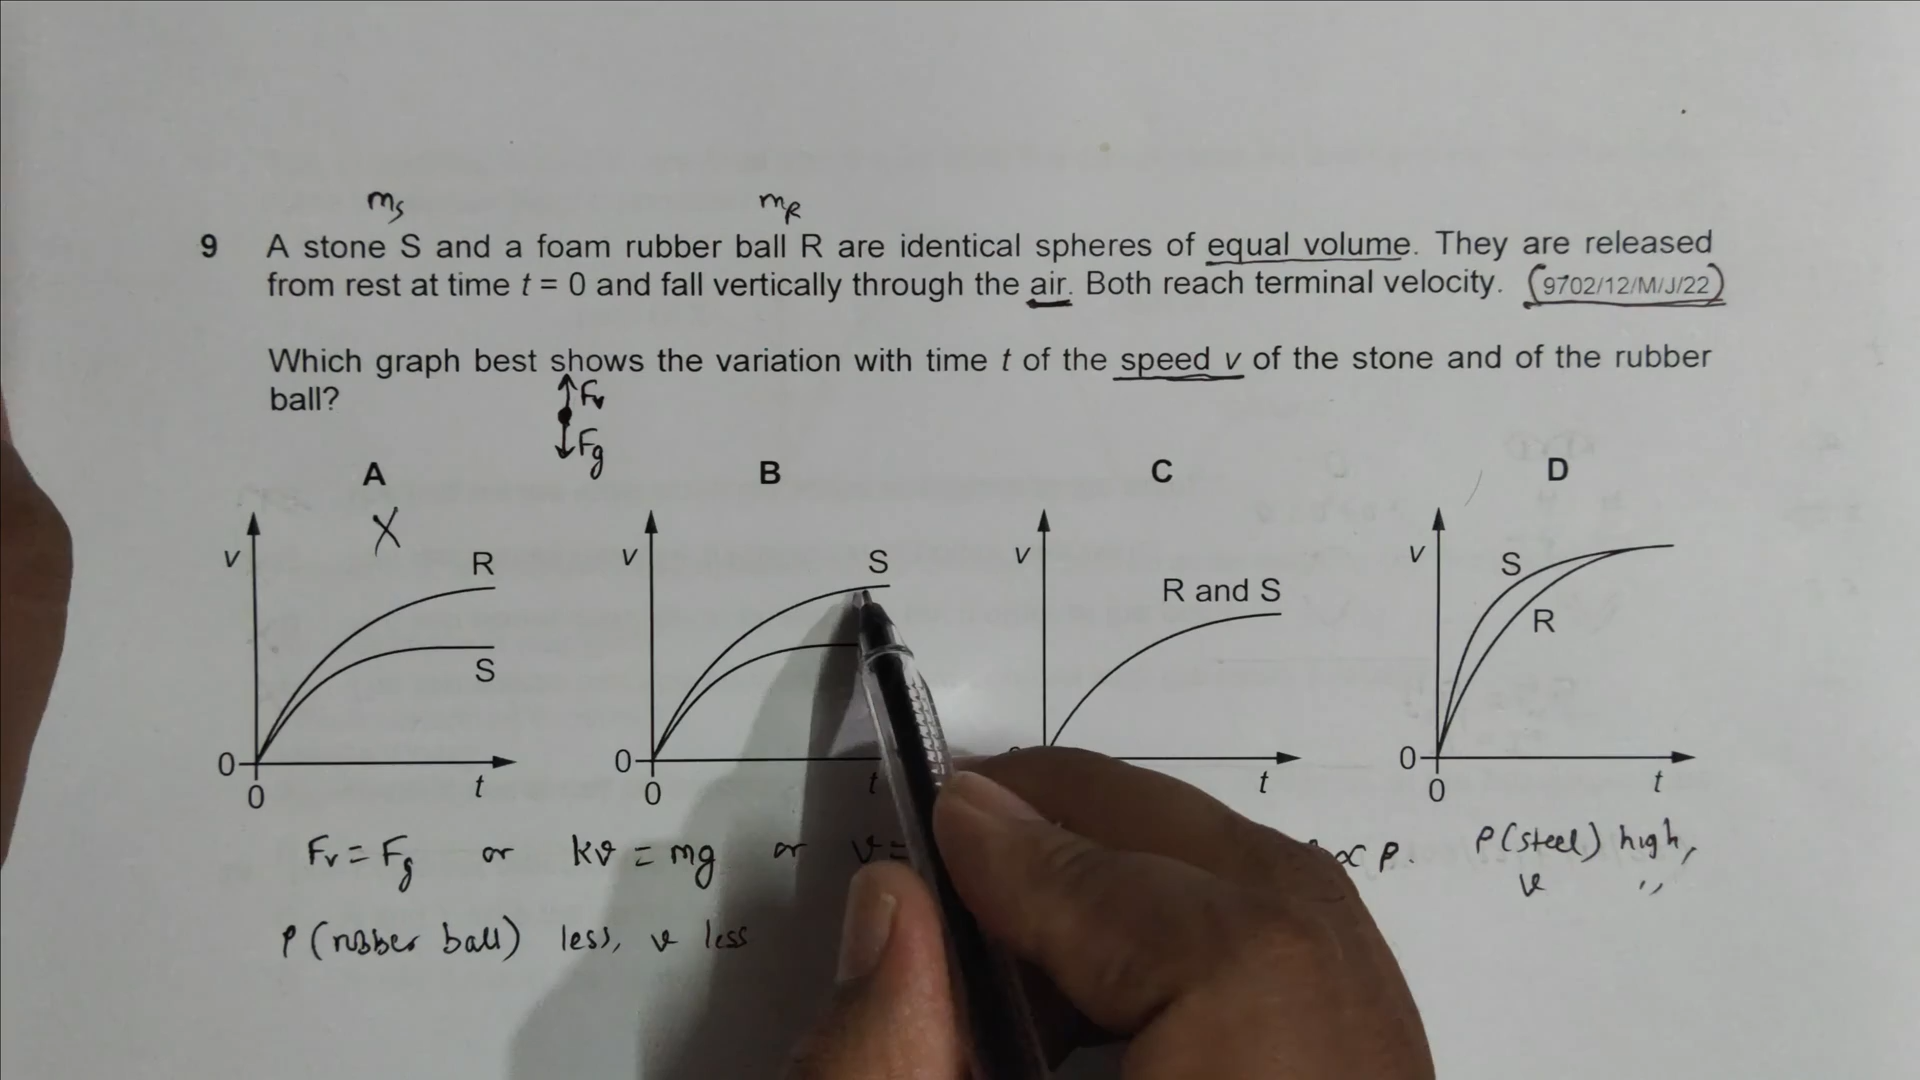 mS mR
9 A stone S and a foam rubber ball R are identical spheres of equal volume. They are released
from rest at time t = 0 and fall vertically through the air. Both reach terminal velocity. (9702/12/M/J/22)
Which graph best shows the variation with time t of the speed v of the stone and of the rubber
ball?
Fv
Fg
A B C D
X
v R S 0 0 t
v S 0 0 t
v R and S t
v S R 0 0 t
Fv = Fg or kv = mg or v = ∝ ρ. ρ (steel) high,
v ,,
ρ (rubber ball) less, v less